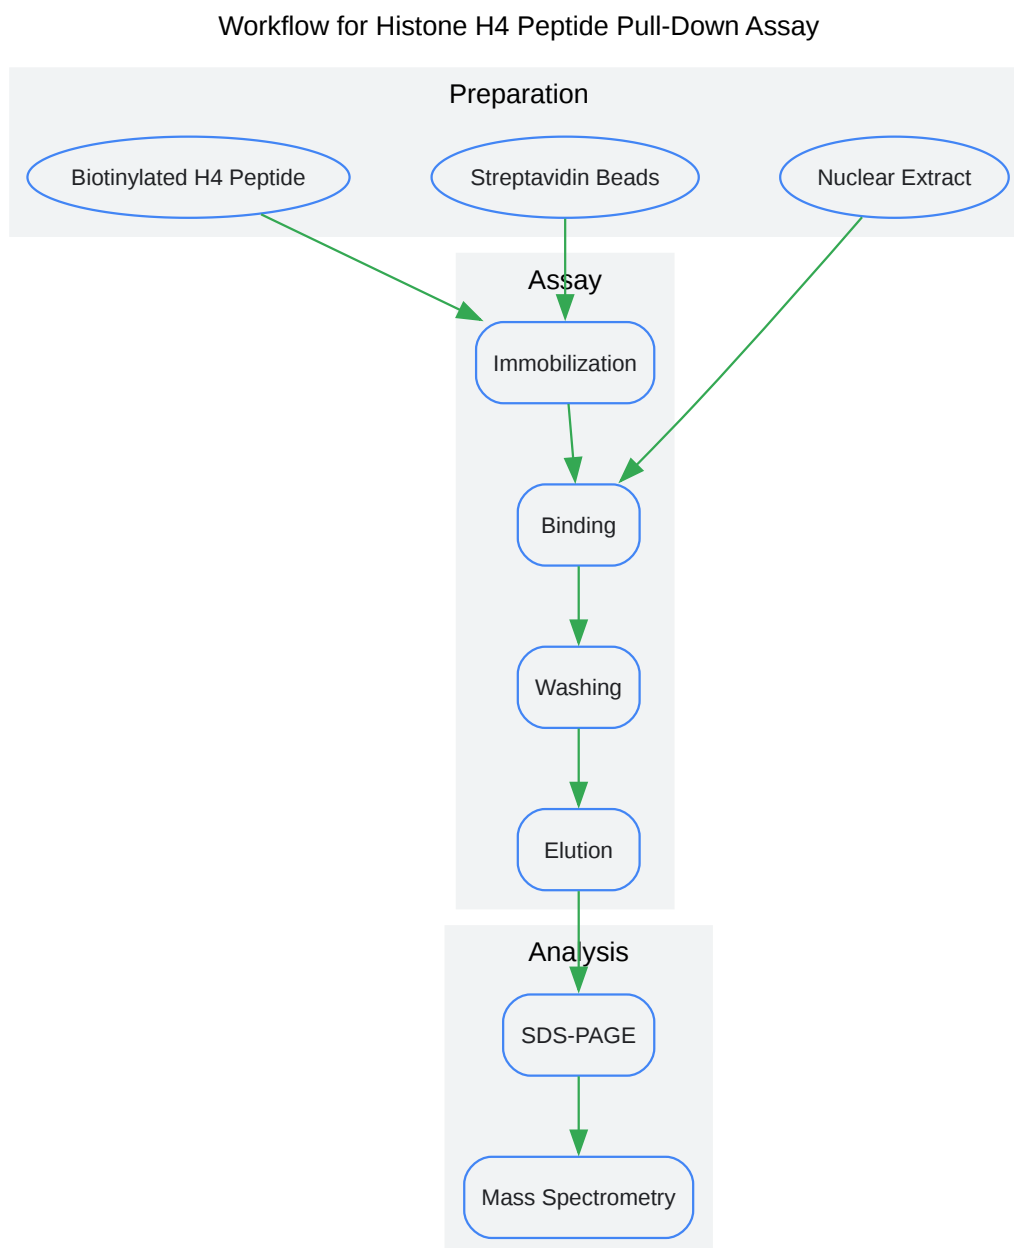 Workflow for Histone H4 Peptide Pull-Down Assay
Preparation
Biotinylated H4 Peptide
Streptavidin Beads
Nuclear Extract
Assay
Immobilization
Binding
Washing
Elution
Analysis
SDS-PAGE
Mass Spectrometry